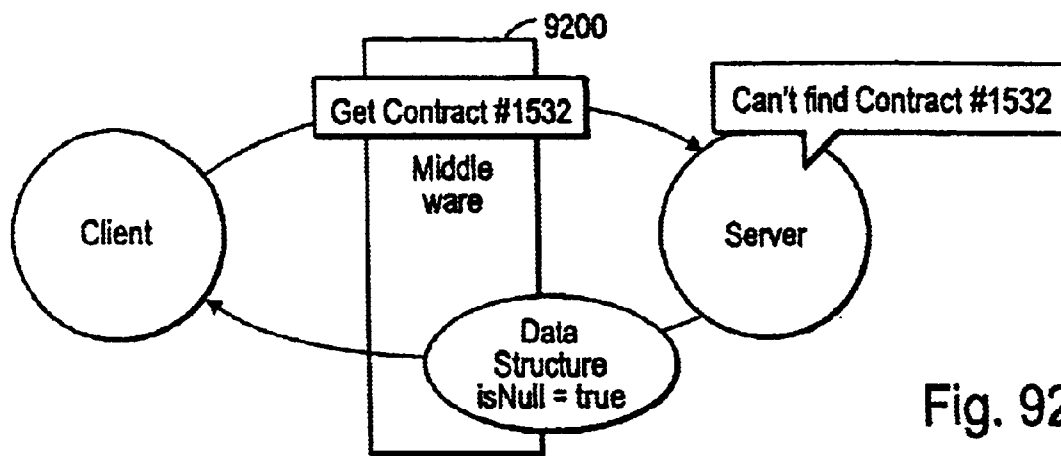 9200
Get Contract #1532
Can't find Contract #1532
Middle
ware
Client
Server
Data
Structure
isNull = true
Fig. 92